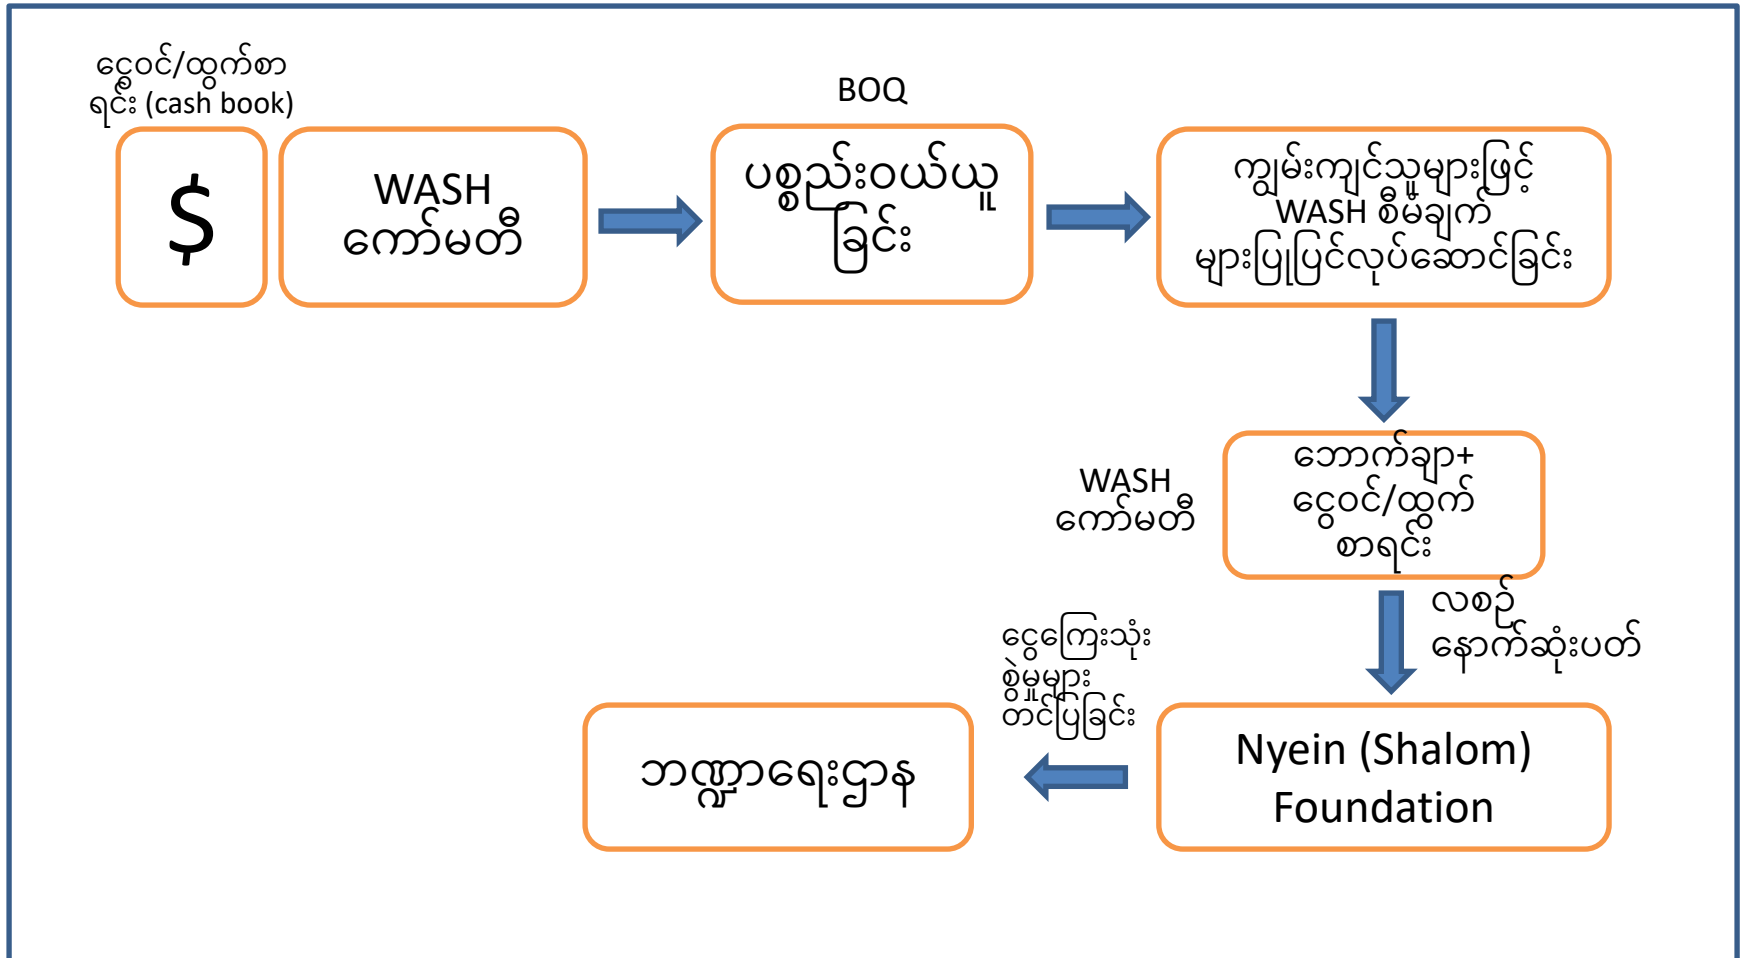 ငွေဝင်/ထွက်စာ
ရင်း (cash book)
$
WASH
ကော်မတီ
BOQ
ပစ္စည်းဝယ်ယူ
ခြင်း
ကျွမ်းကျင်သူများဖြင့်
WASH စီမံချက်
များပြုပြင်လုပ်ဆောင်ခြင်း
WASH
ကော်မတီ
ဘောက်ချာ+
ငွေဝင်/ထွက်
စာရင်း
လစဉ်
နောက်ဆုံးပတ်
ငွေကြေးသုံး
စွဲမှုများ
တင်ပြခြင်း
Nyein (Shalom)
Foundation
ဘဏ္ဍာရေးဌာန